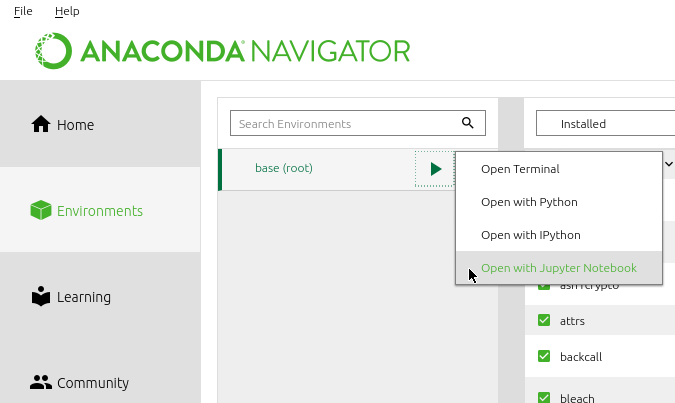 File Help
ANACONDA NAVIGATOR
Home
Environments
Learning
Community
Search Environments
base (root)
Installed
Open Terminal
Open with Python
Open with IPython
Open with Jupyter Notebook
attrs
backcall
bleach